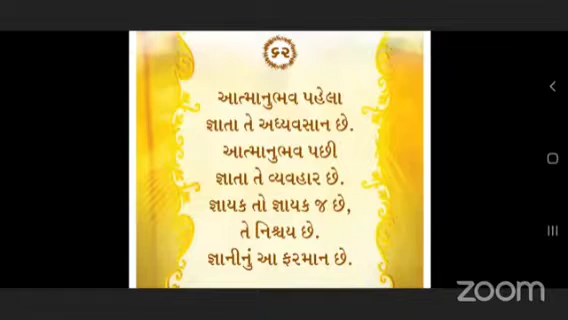 ૬૨
આત્માનુભવ પહેલા
જ્ઞાતા તે અધ્યવસાન છે.
આત્માનુભવ પછી
જ્ઞાતા તે વ્યવહાર છે.
જ્ઞાયક તો જ્ઞાયક જ છે,
તે નિશ્ચય છે.
જ્ઞાનીનું આ ફરમાન છે.
zoom